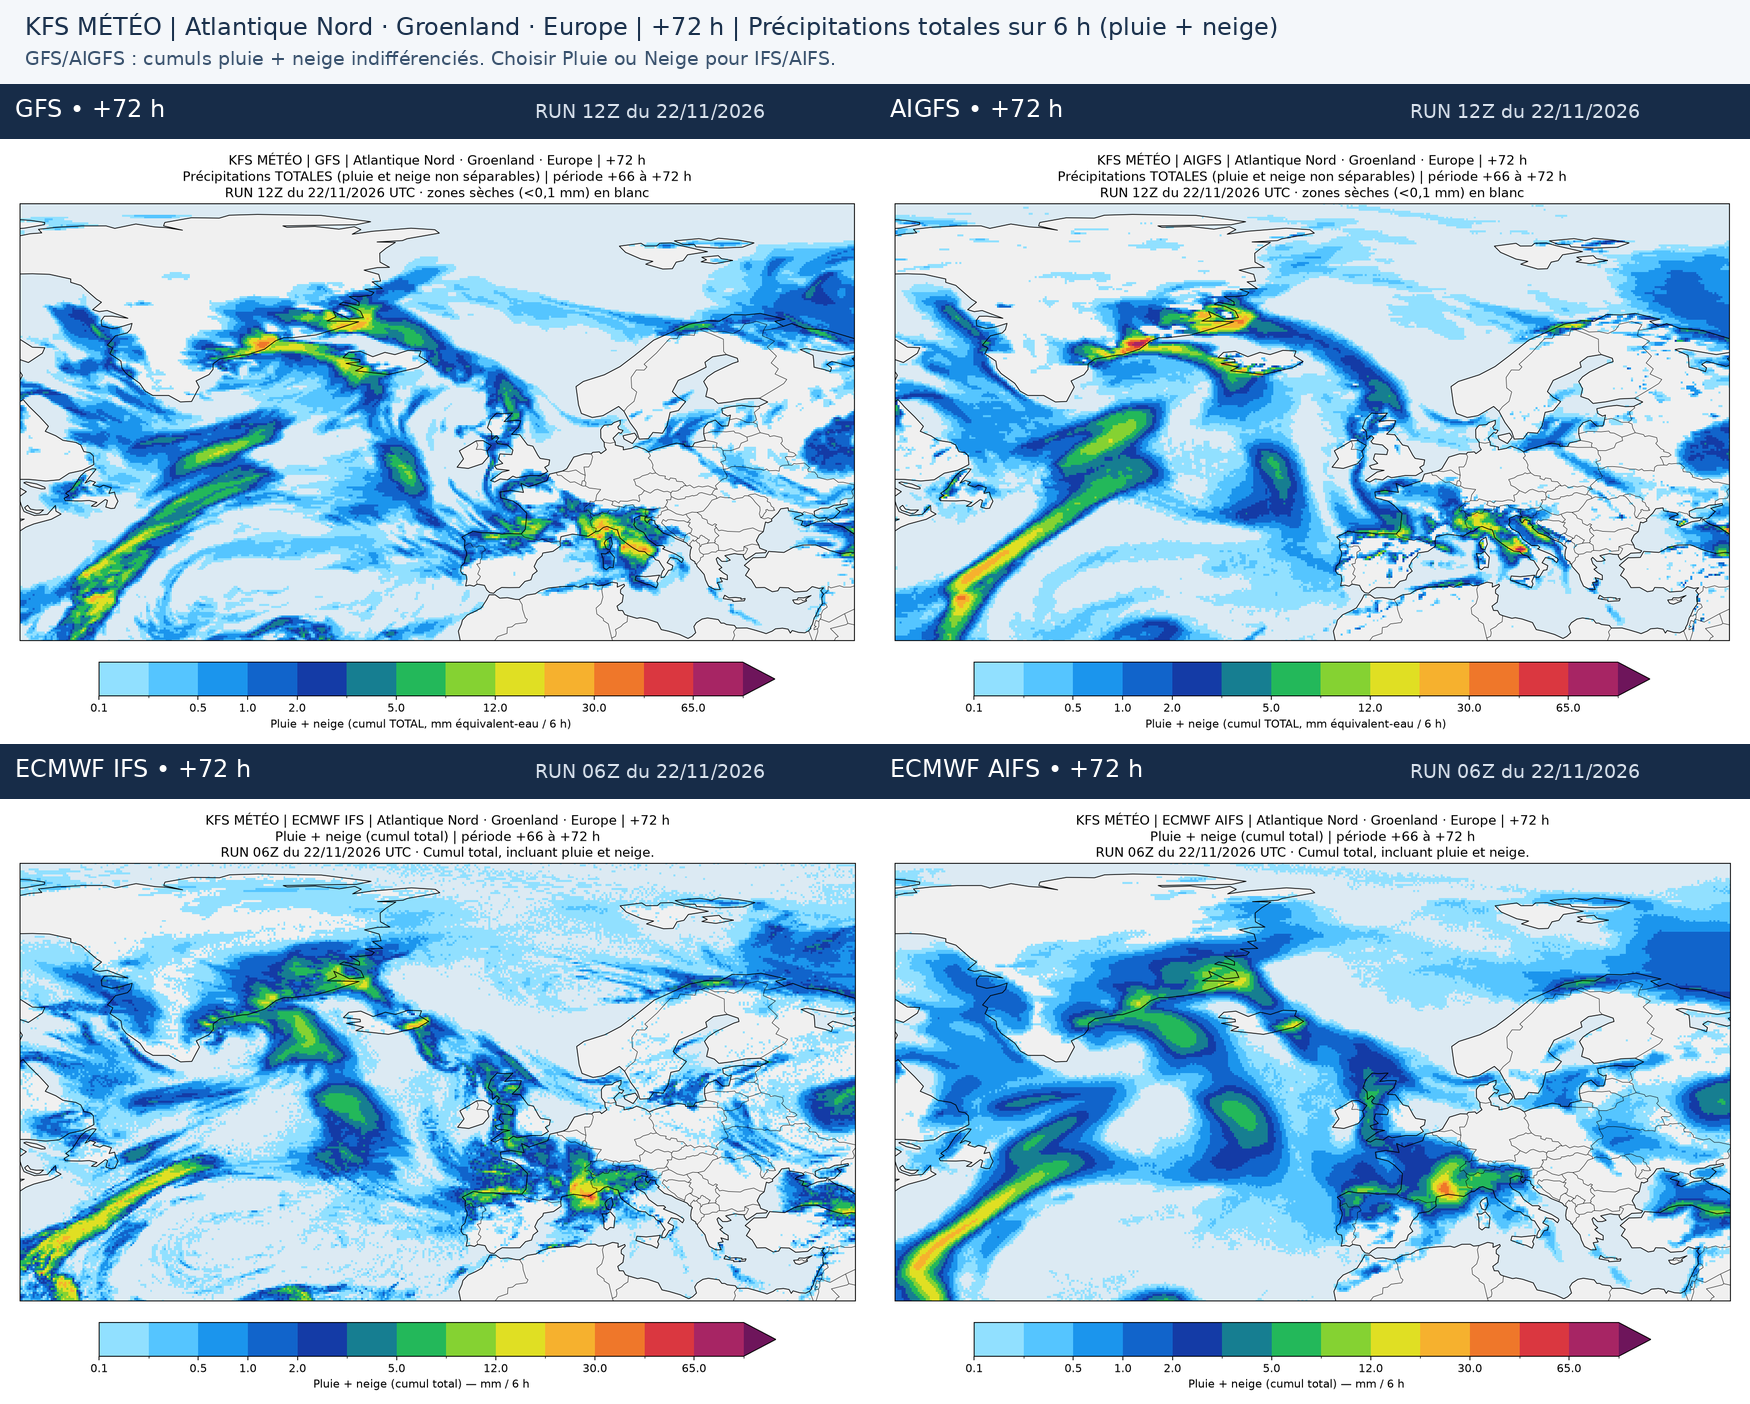 KFS MÉTÉO | Atlantique Nord · Groenland · Europe | +72 h | Précipitations totales sur 6 h (pluie + neige)
GFS/AIGFS : cumuls pluie + neige indifférenciés. Choisir Pluie ou Neige pour IFS/AIFS.
GFS • +72 h
RUN 12Z du 22/11/2026
AIGFS • +72 h
RUN 12Z du 22/11/2026
KFS MÉTÉO | GFS | Atlantique Nord · Groenland · Europe | +72 h
Précipitations TOTALES (pluie et neige non séparables) | période +66 à +72 h
RUN 12Z du 22/11/2026 UTC · zones sèches (<0,1 mm) en blanc
KFS MÉTÉO | AIGFS | Atlantique Nord · Groenland · Europe | +72 h
Précipitations TOTALES (pluie et neige non séparables) | période +66 à +72 h
RUN 12Z du 22/11/2026 UTC · zones sèches (<0,1 mm) en blanc
0.1 0.5 1.0 2.0 5.0 12.0 30.0 65.0
Pluie + neige (cumul TOTAL, mm équivalent-eau / 6 h)
0.1 0.5 1.0 2.0 5.0 12.0 30.0 65.0
Pluie + neige (cumul TOTAL, mm équivalent-eau / 6 h)
ECMWF IFS • +72 h
RUN 06Z du 22/11/2026
ECMWF AIFS • +72 h
RUN 06Z du 22/11/2026
KFS MÉTÉO | ECMWF IFS | Atlantique Nord · Groenland · Europe | +72 h
Pluie + neige (cumul total) | période +66 à +72 h
RUN 06Z du 22/11/2026 UTC · Cumul total, incluant pluie et neige.
KFS MÉTÉO | ECMWF AIFS | Atlantique Nord · Groenland · Europe | +72 h
Pluie + neige (cumul total) | période +66 à +72 h
RUN 06Z du 22/11/2026 UTC · Cumul total, incluant pluie et neige.
0.1 0.5 1.0 2.0 5.0 12.0 30.0 65.0
Pluie + neige (cumul total) — mm / 6 h
0.1 0.5 1.0 2.0 5.0 12.0 30.0 65.0
Pluie + neige (cumul total) — mm / 6 h